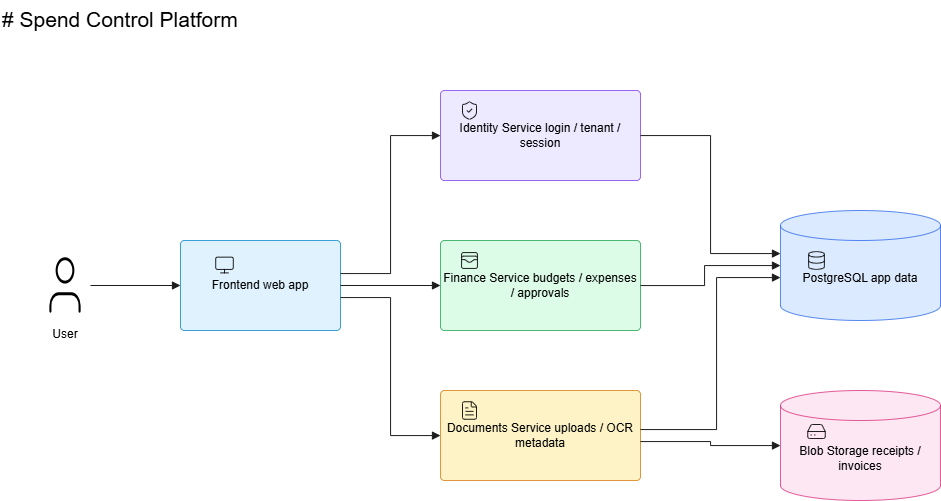 # Spend Control Platform
Identity Service login / tenant /
session
User
Frontend web app
Finance Service budgets / expenses
/ approvals
PostgreSQL app data
Documents Service uploads / OCR
metadata
Blob Storage receipts /
invoices